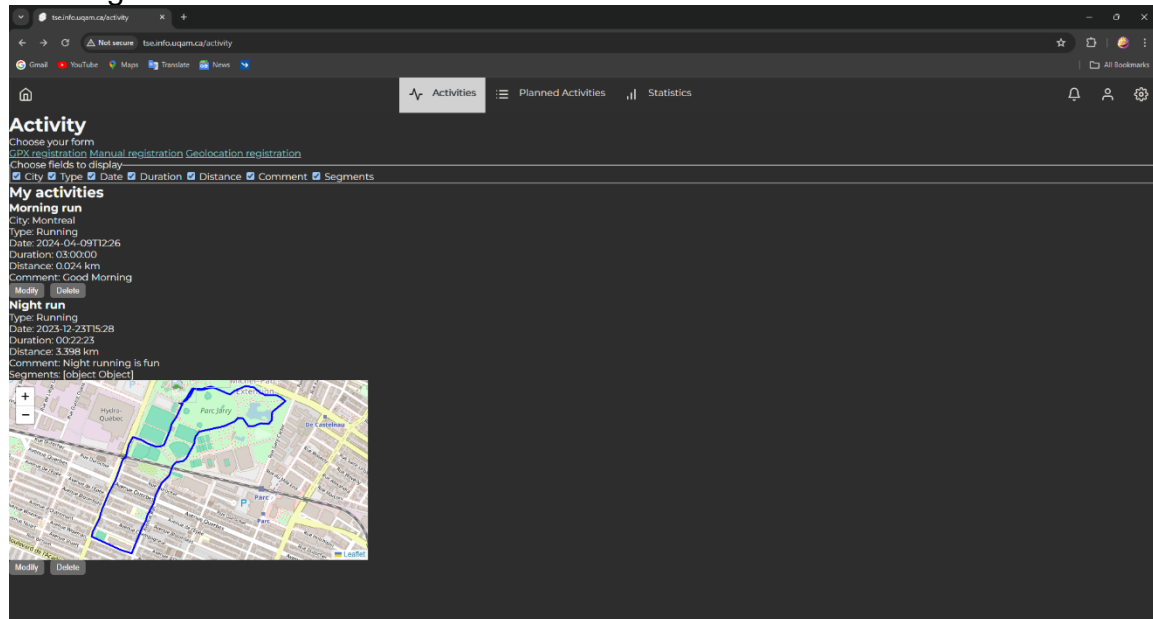 tse.info.uqam.ca/activity
Not secure tse.info.uqam.ca/activity
Gmail YouTube Maps Translate News All Bookmarks
Activities Planned Activities Statistics
Activity
Choose your form
GPX registration Manual registration Geolocation registration
Choose fields to display
City Type Date Duration Distance Comment Segments
My activities
Morning run
City: Montreal
Type: Running
Date: 2024-04-09T12:26
Duration: 03:00:00
Distance: 0.024 km
Comment: Good Morning
Modify Delete
Night run
Type: Running
Date: 2023-12-23T15:28
Duration: 00:22:23
Distance: 3.398 km
Comment: Night running is fun
Segments: [object Object]
+
−
Extension
Hydro-
Québec
Parc Jarry
De Castelnau
P
Parc
Parc
Leaflet
Modify Delete